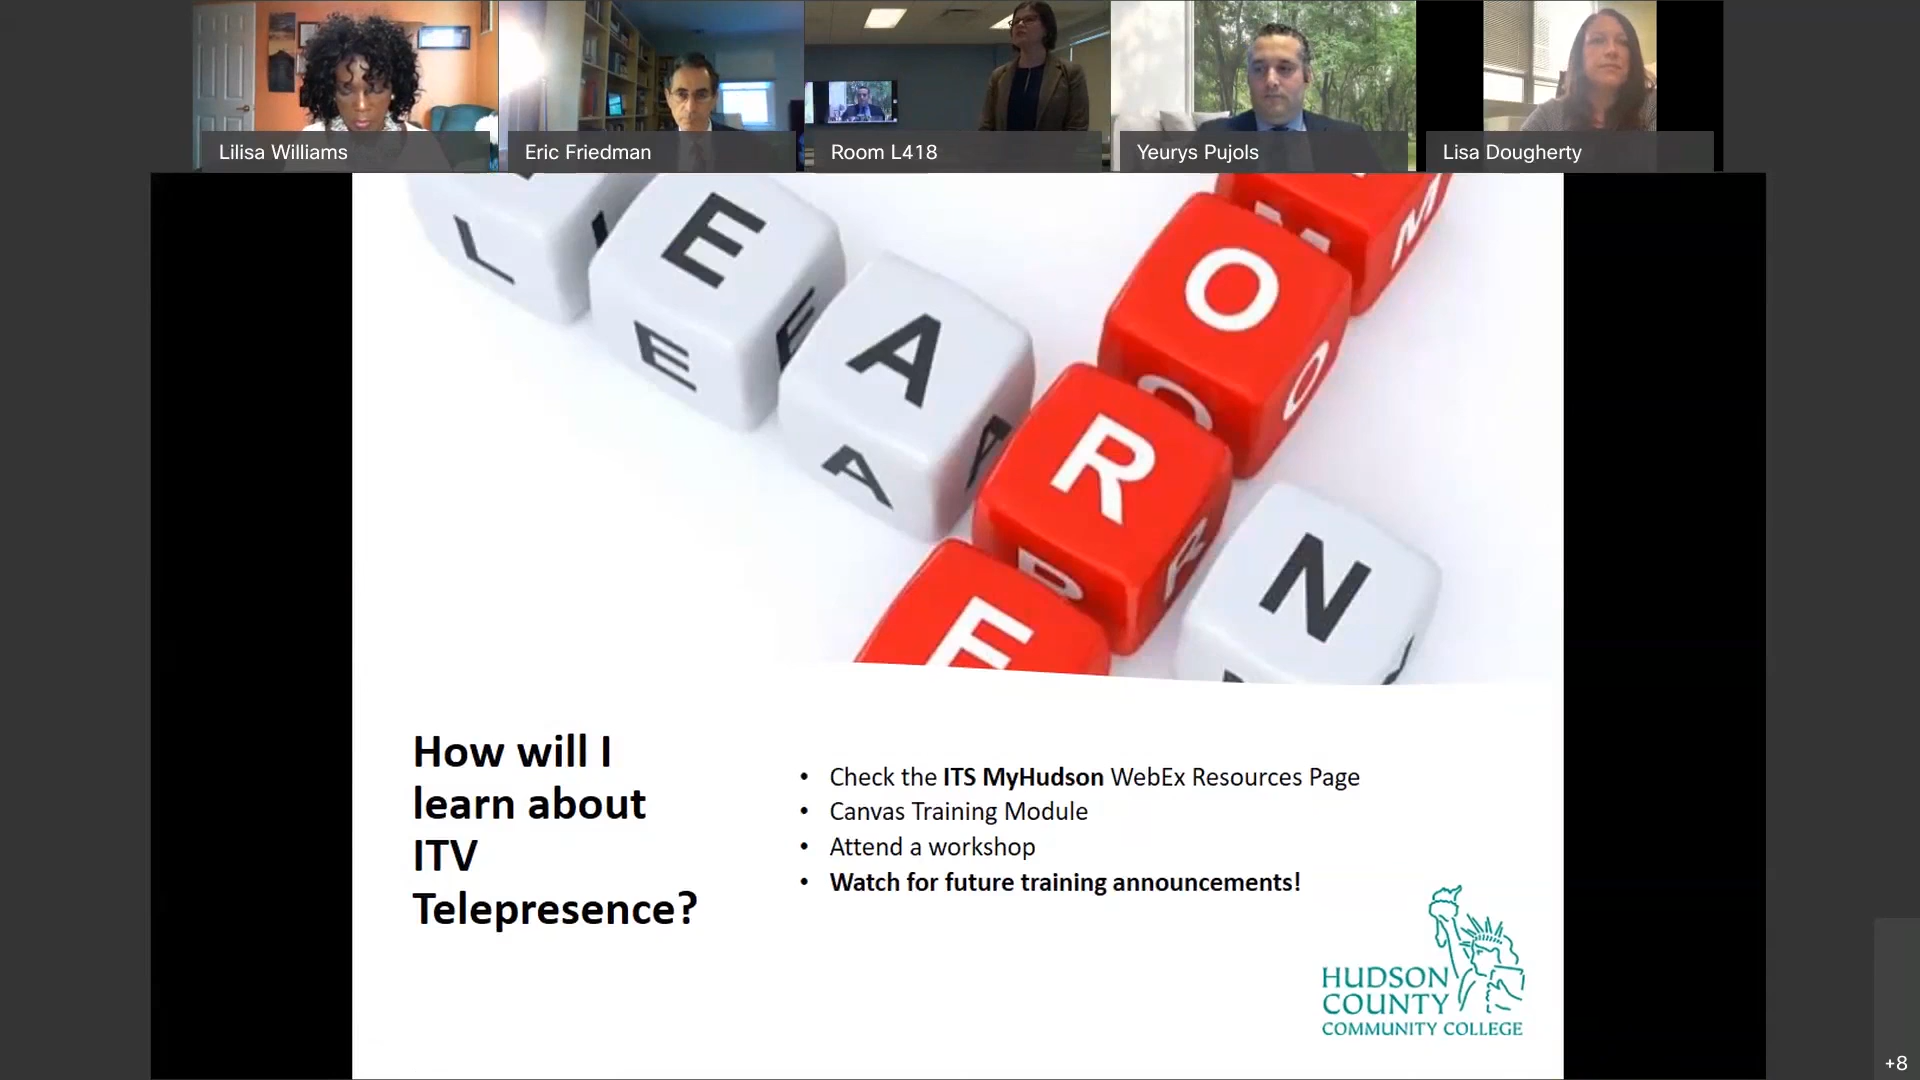 Lilisa Williams
Eric Friedman
Room L418
Yeurys Pujols
Lisa Dougherty
L E A R N
M O R E
How will I
learn about
ITV
Telepresence?
• Check the ITS MyHudson WebEx Resources Page
• Canvas Training Module
• Attend a workshop
• Watch for future training announcements!
HUDSON
COUNTY
COMMUNITY COLLEGE
+8